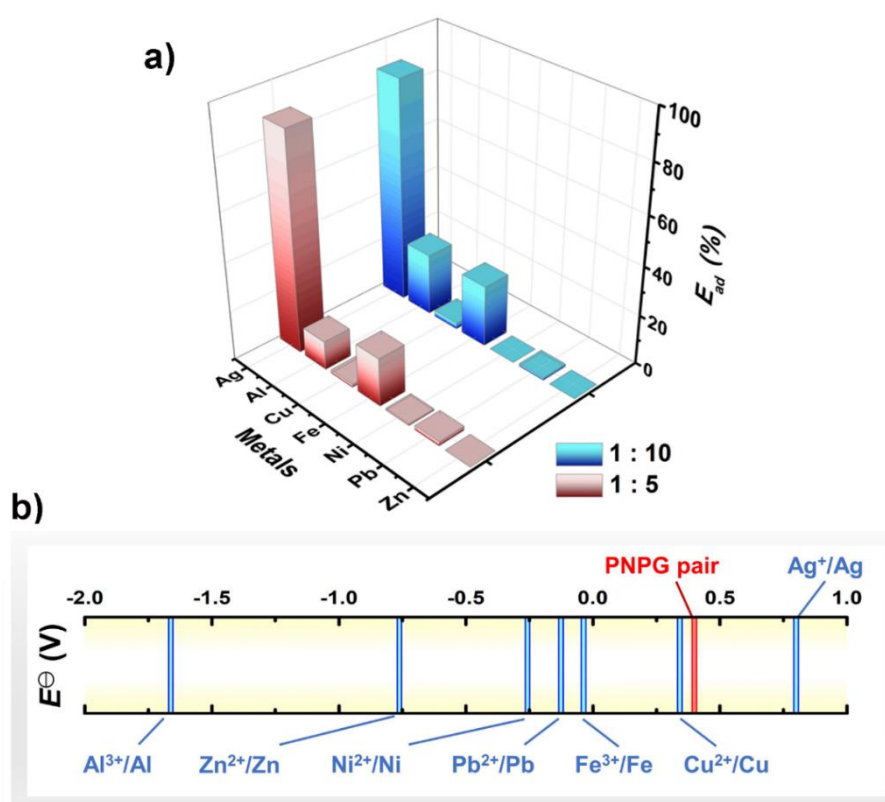 a)
100
80
60
40
20
0
E_ad (%)
Ag
Al
Cu
Fe
Ni
Pb
Zn
Metals
1 : 10
1 : 5
b)
PNPG pair
Ag⁺/Ag
-2.0 -1.5 -1.0 -0.5 0.0 0.5 1.0
E⊖ (V)
Al³⁺/Al Zn²⁺/Zn Ni²⁺/Ni Pb²⁺/Pb Fe³⁺/Fe Cu²⁺/Cu